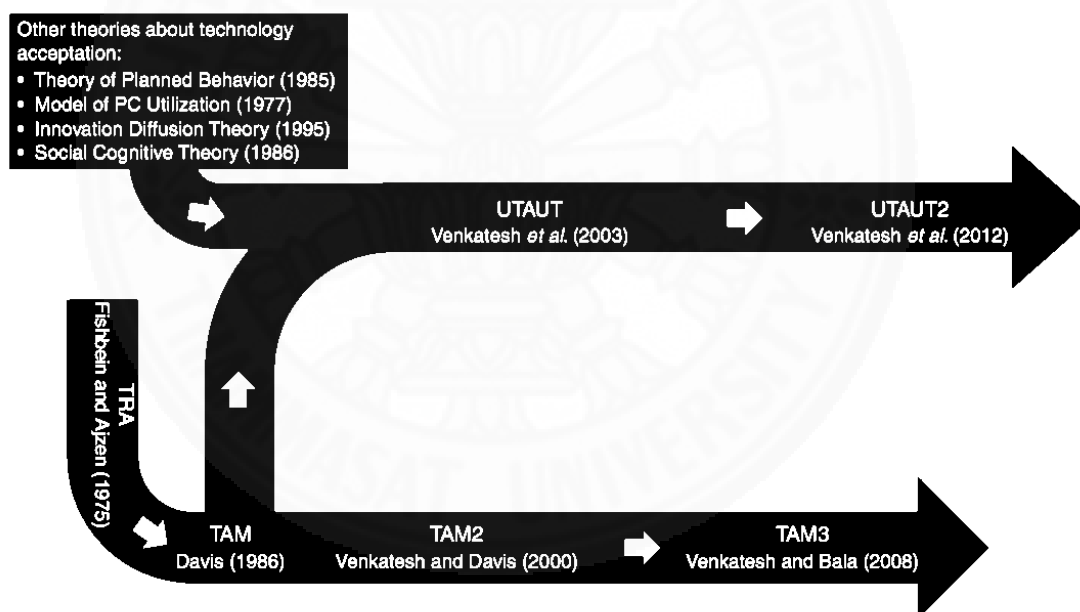 Other theories about technology
acceptation:
• Theory of Planned Behavior (1985)
• Model of PC Utilization (1977)
• Innovation Diffusion Theory (1995)
• Social Cognitive Theory (1986)
UTAUT
Venkatesh et al. (2003)
UTAUT2
Venkatesh et al. (2012)
TRA
Fishbein and Ajzen (1975)
TAM
Davis (1986)
TAM2
Venkatesh and Davis (2000)
TAM3
Venkatesh and Bala (2008)